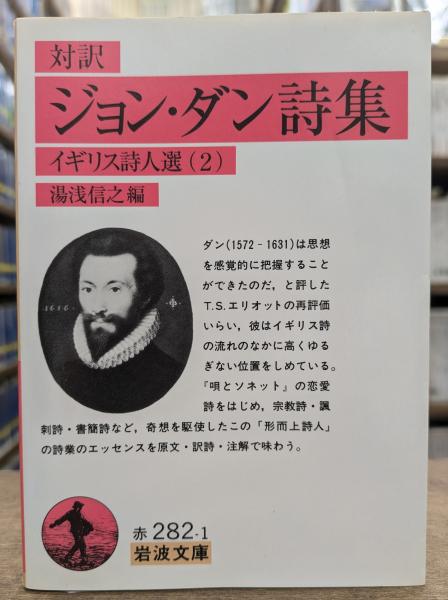 対訳
ジョン・ダン詩集
イギリス詩人選(2)
湯浅信之編
ダン(1572‐1631)は思想
を感覚的に把握すること
ができたのだ，と評した
T.S.エリオットの再評価
いらい，彼はイギリス詩
の流れのなかに高くゆる
ぎない位置をしめている。
『唄とソネット』の恋愛
詩をはじめ，宗教詩・諷
刺詩・書簡詩など，奇想を駆使したこの「形而上詩人」
の詩業のエッセンスを原文・訳詩・注解で味わう。
1616
赤 282-1
岩波文庫